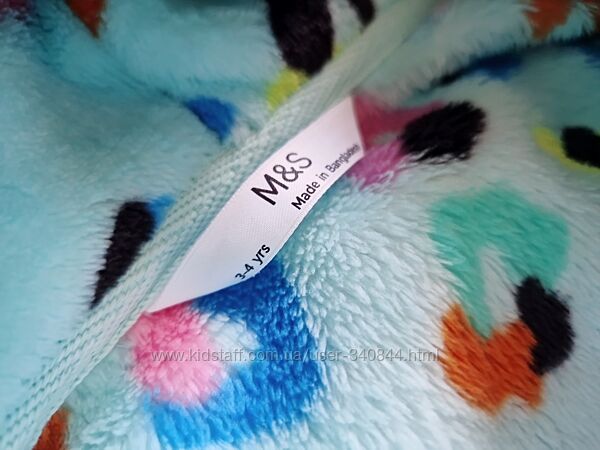 M&S
Made in Bangladesh
3-4 yrs
www.kidstaff.com.ua/user-340844.html